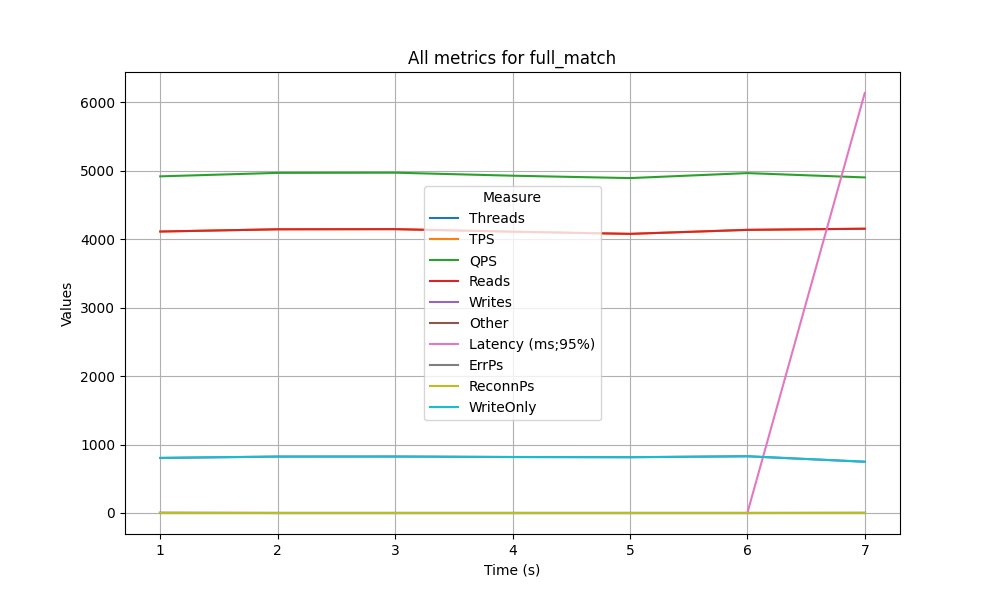 All metrics for full_match
6000
5000
4000
3000
2000
1000
0
Values
Measure
Threads
TPS
QPS
Reads
Writes
Other
Latency (ms;95%)
ErrPs
ReconnPs
WriteOnly
1 2 3 4 5 6 7
Time (s)